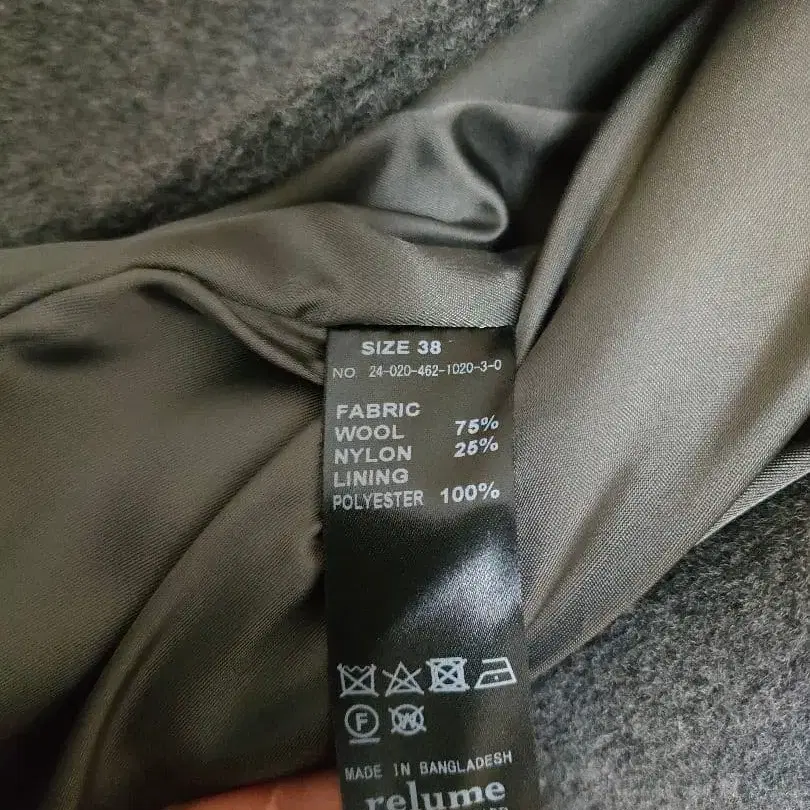 SIZE 38
NO. 24-020-462-1020-3-0
FABRIC
WOOL 75%
NYLON 25%
LINING
POLYESTER 100%
F
W
MADE IN BANGLADESH
relume